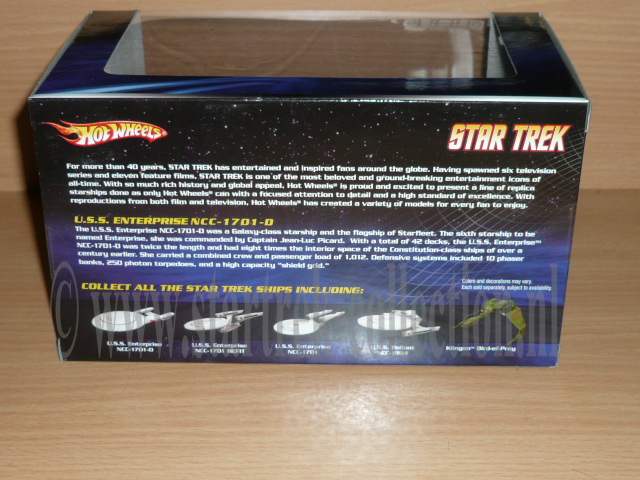 Hot Wheels
STAR TREK
For more than 40 years, STAR TREK has entertained and inspired fans around the globe. Having spawned six television
series and eleven feature films, STAR TREK is one of the most beloved and ground-breaking entertainment icons of
all-time. With so much rich history and global appeal, Hot Wheels® is proud and excited to present a line of replica
starships done as only Hot Wheels® can with a focused attention to detail and a high standard of excellence. With
reproductions from both film and television, Hot Wheels® has created a variety of models for every fan to enjoy.
U.S.S. ENTERPRISE NCC-1701-D
The U.S.S. Enterprise NCC-1701-D was a Galaxy-class starship and the flagship of Starfleet. The sixth starship to be
named Enterprise, she was commanded by Captain Jean-Luc Picard. With a total of 42 decks, the U.S.S. Enterprise™
NCC-1701-D was twice the length and had eight times the interior space of the Constitution-class ships of over a
century earlier. She carried a combined crew and passenger load of 1,012. Defensive systems included 10 phaser
banks, 250 photon torpedoes, and a high capacity "shield grid."
COLLECT ALL THE STAR TREK SHIPS INCLUDING:
Colors and decorations may vary.
Each sold separately, subject to availability.
U.S.S. Enterprise
NCC-1701-D
U.S.S. Enterprise
NCC-1701
U.S.S. Enterprise
NCC-1701
U.S.S. Reliant
Klingon Bird-of-Prey
© www.